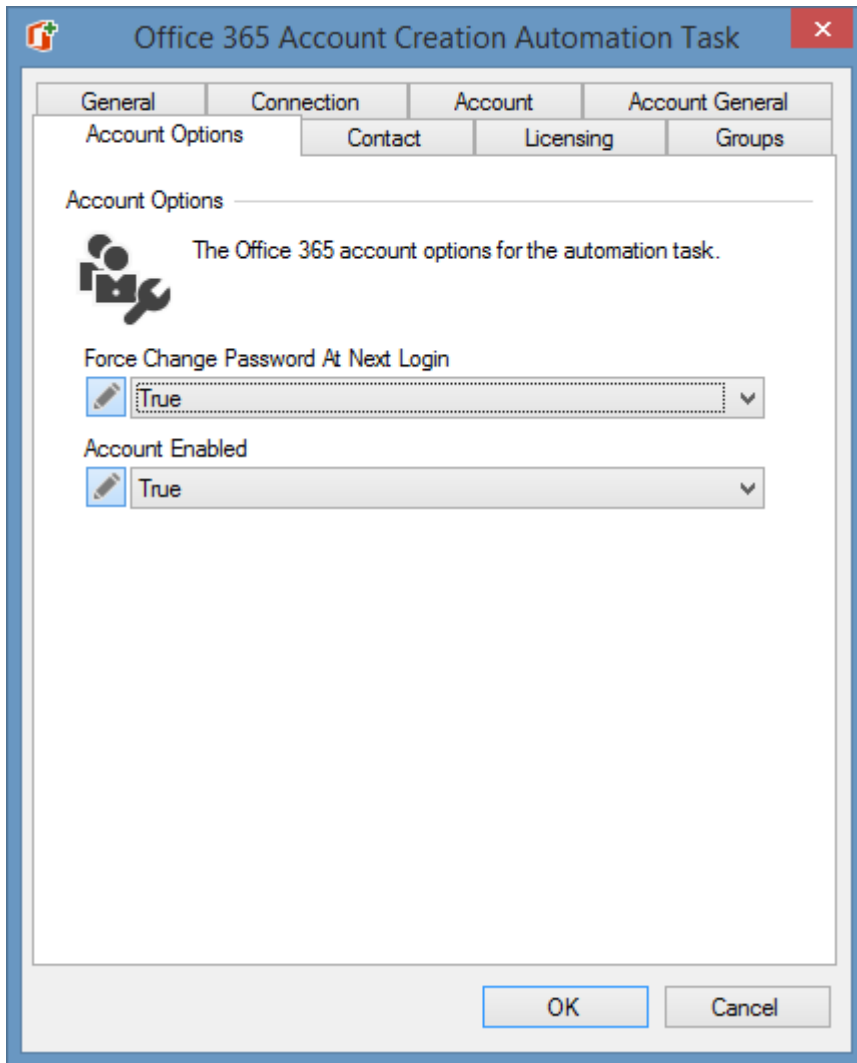 Office 365 Account Creation Automation Task
General Connection Account Account General
Account Options Contact Licensing Groups
Account Options
The Office 365 account options for the automation task.
Force Change Password At Next Login
True
Account Enabled
True
OK Cancel